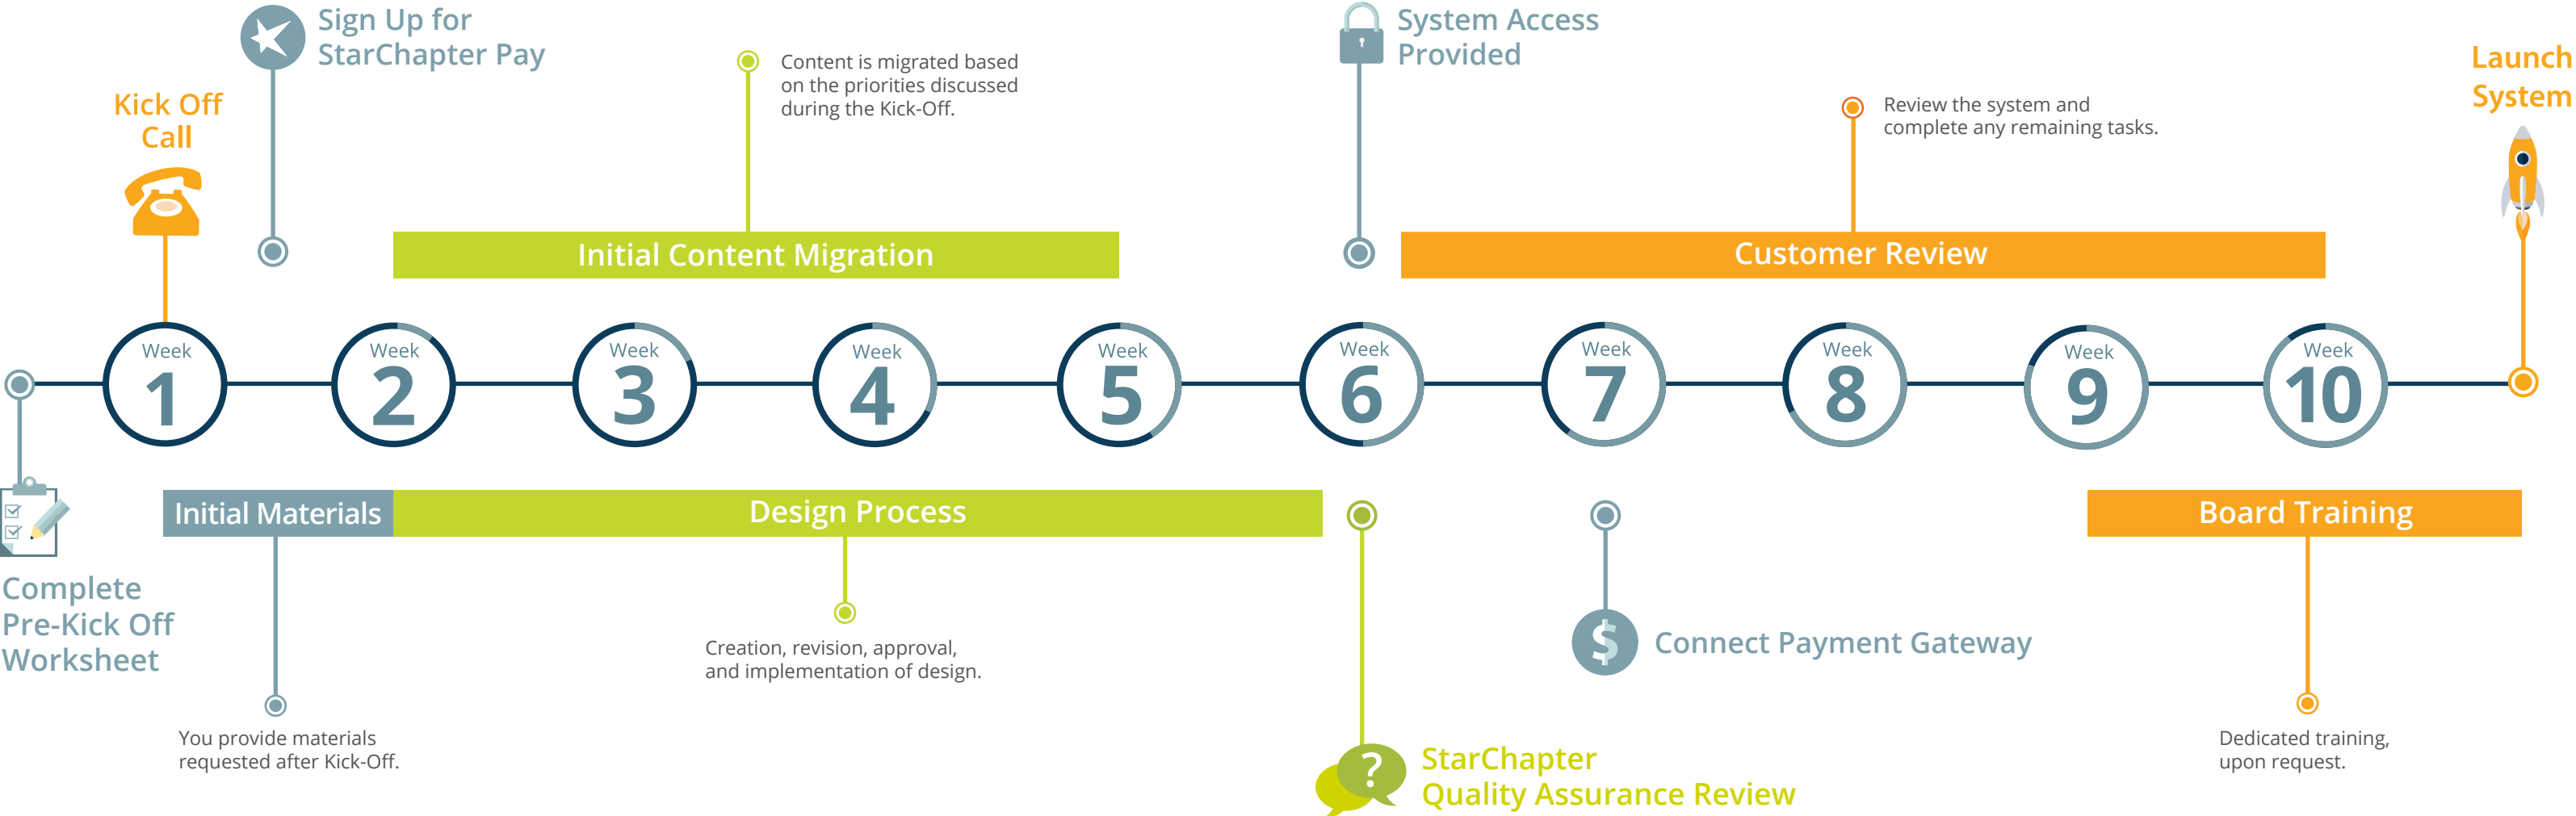 Sign Up for
StarChapter Pay
System Access
Provided
Launch
System
Content is migrated based
on the priorities discussed
during the Kick-Off.
Kick Off
Call
Review the system and
complete any remaining tasks.
Initial Content Migration
Customer Review
Week
1
Week
2
Week
3
Week
4
Week
5
Week
6
Week
7
Week
8
Week
9
Week
10
Initial Materials
Design Process
Board Training
Complete
Pre-Kick Off
Worksheet
Creation, revision, approval,
and implementation of design.
$
Connect Payment Gateway
You provide materials
requested after Kick-Off.
?
StarChapter
Quality Assurance Review
Dedicated training,
upon request.